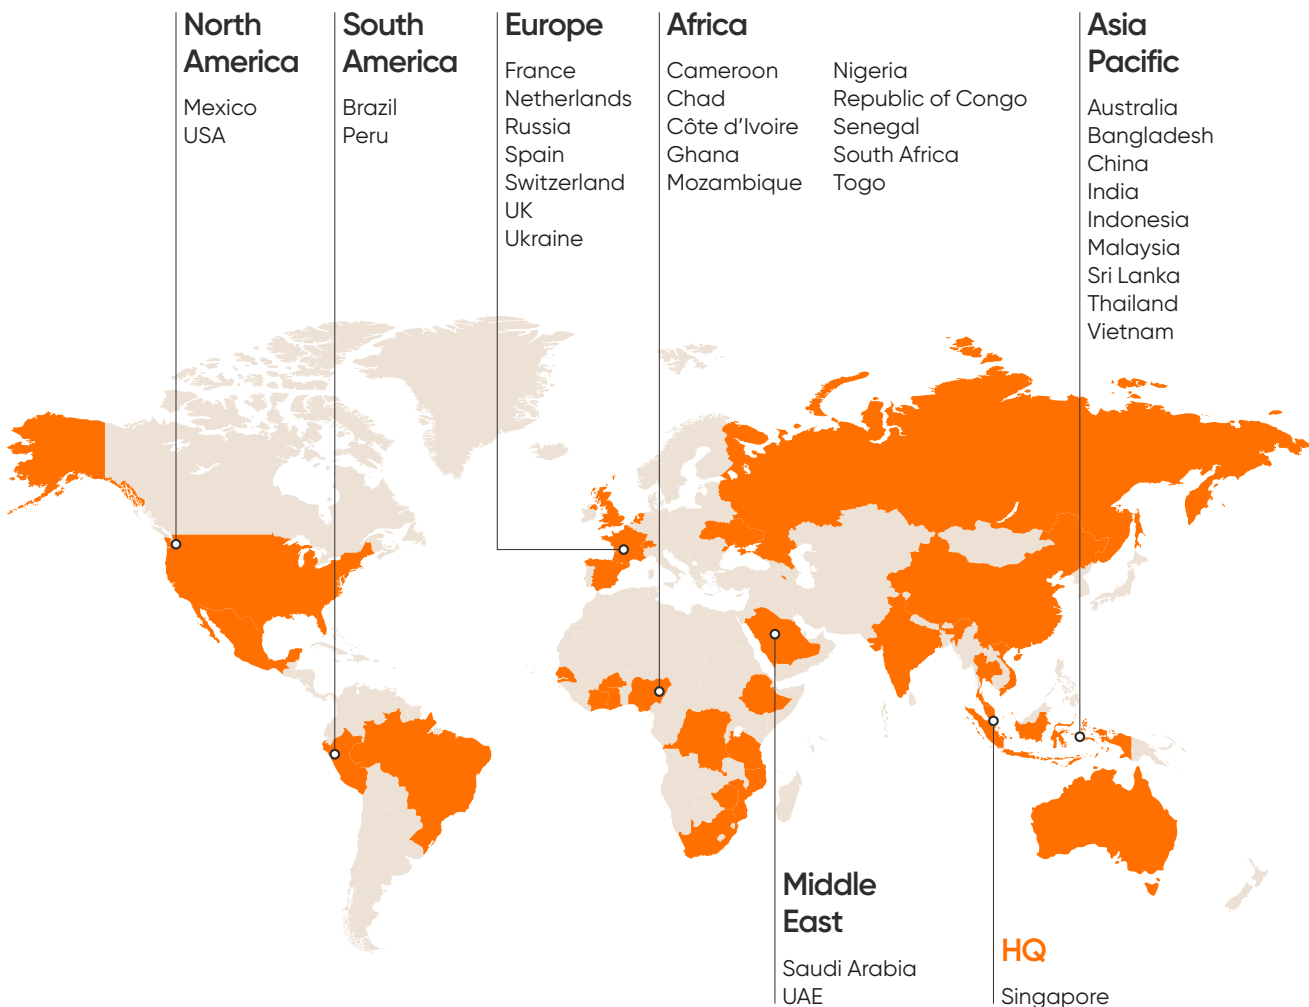 North
America
Mexico
USA
South
America
Brazil
Peru
Europe
France
Netherlands
Russia
Spain
Switzerland
UK
Ukraine
Africa
Cameroon
Chad
Côte d’Ivoire
Ghana
Mozambique
Nigeria
Republic of Congo
Senegal
South Africa
Togo
Asia
Pacific
Australia
Bangladesh
China
India
Indonesia
Malaysia
Sri Lanka
Thailand
Vietnam
Middle
East
Saudi Arabia
UAE
HQ
Singapore